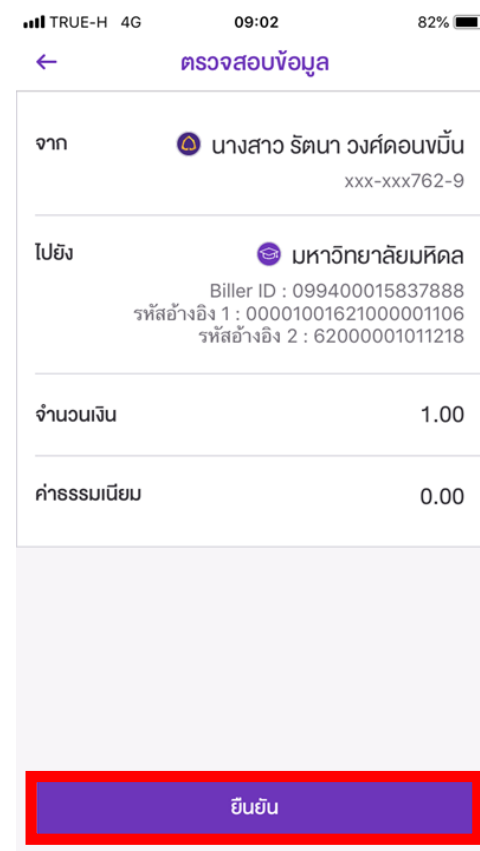 TRUE-H 4G 09:02 82%
ตรวจสอบข้อมูล
จาก นางสาว รัตนา วงศ์ดอนขมิ้น
xxx-xxx762-9
ไปยัง มหาวิทยาลัยมหิดล
Biller ID : 099400015837888
รหัสอ้างอิง 1 : 00001001621000001106
รหัสอ้างอิง 2 : 62000001011218
จำนวนเงิน 1.00
ค่าธรรมเนียม 0.00
ยืนยัน